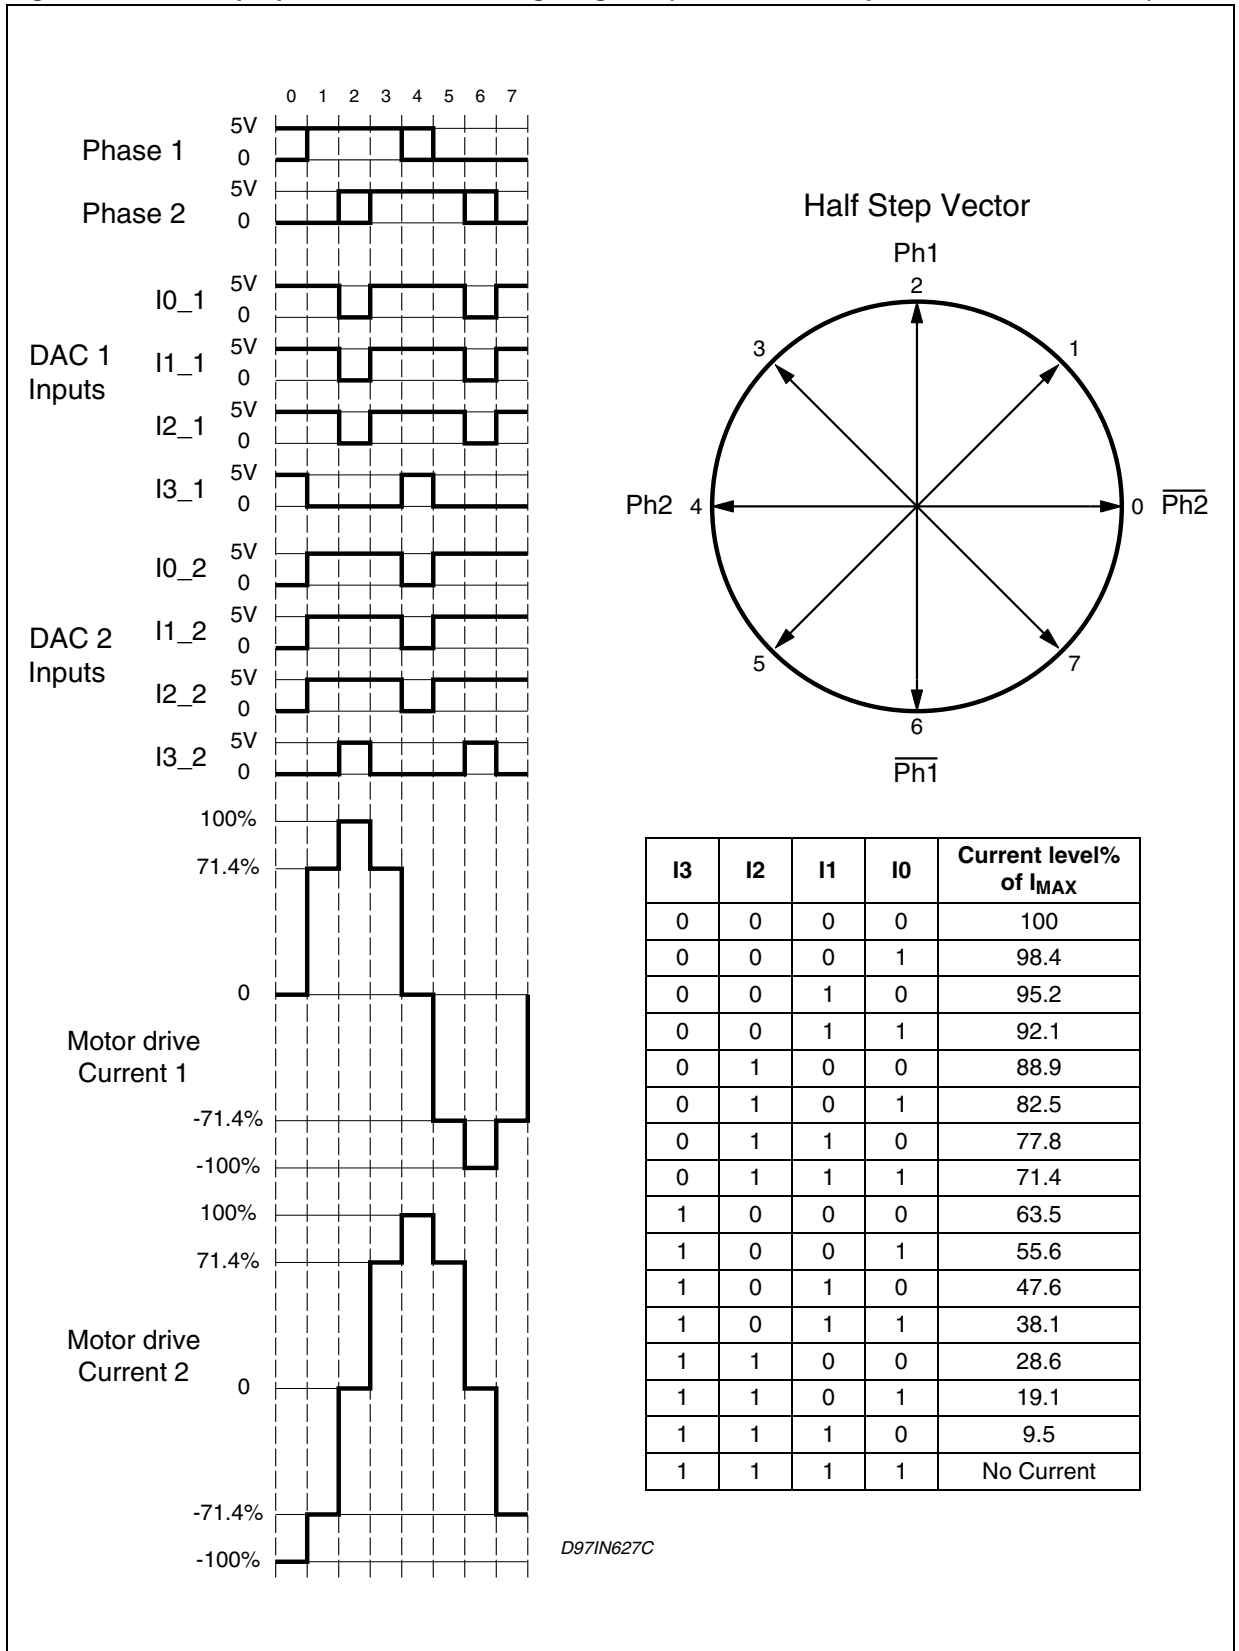 0 1 2 3 4 5 6 7
Phase 1
5V
0
Phase 2
5V
0
DAC 1
Inputs
I0_1
5V
0
I1_1
5V
0
I2_1
5V
0
I3_1
5V
0
DAC 2
Inputs
I0_2
5V
0
I1_2
5V
0
I2_2
5V
0
I3_2
5V
0
100%
71.4%
0
Motor drive
Current 1
-71.4%
-100%
100%
71.4%
Motor drive
Current 2
0
-71.4%
-100%
D97IN627C
Half Step Vector
Ph1
2
3 1
Ph2 4 0 P̅h̅2̅
5 7
6
P̅h̅1̅
I3 I2 I1 I0 Current level%
of IMAX
0 0 0 0 100
0 0 0 1 98.4
0 0 1 0 95.2
0 0 1 1 92.1
0 1 0 0 88.9
0 1 0 1 82.5
0 1 1 0 77.8
0 1 1 1 71.4
1 0 0 0 63.5
1 0 0 1 55.6
1 0 1 0 47.6
1 0 1 1 38.1
1 1 0 0 28.6
1 1 0 1 19.1
1 1 1 0 9.5
1 1 1 1 No Current